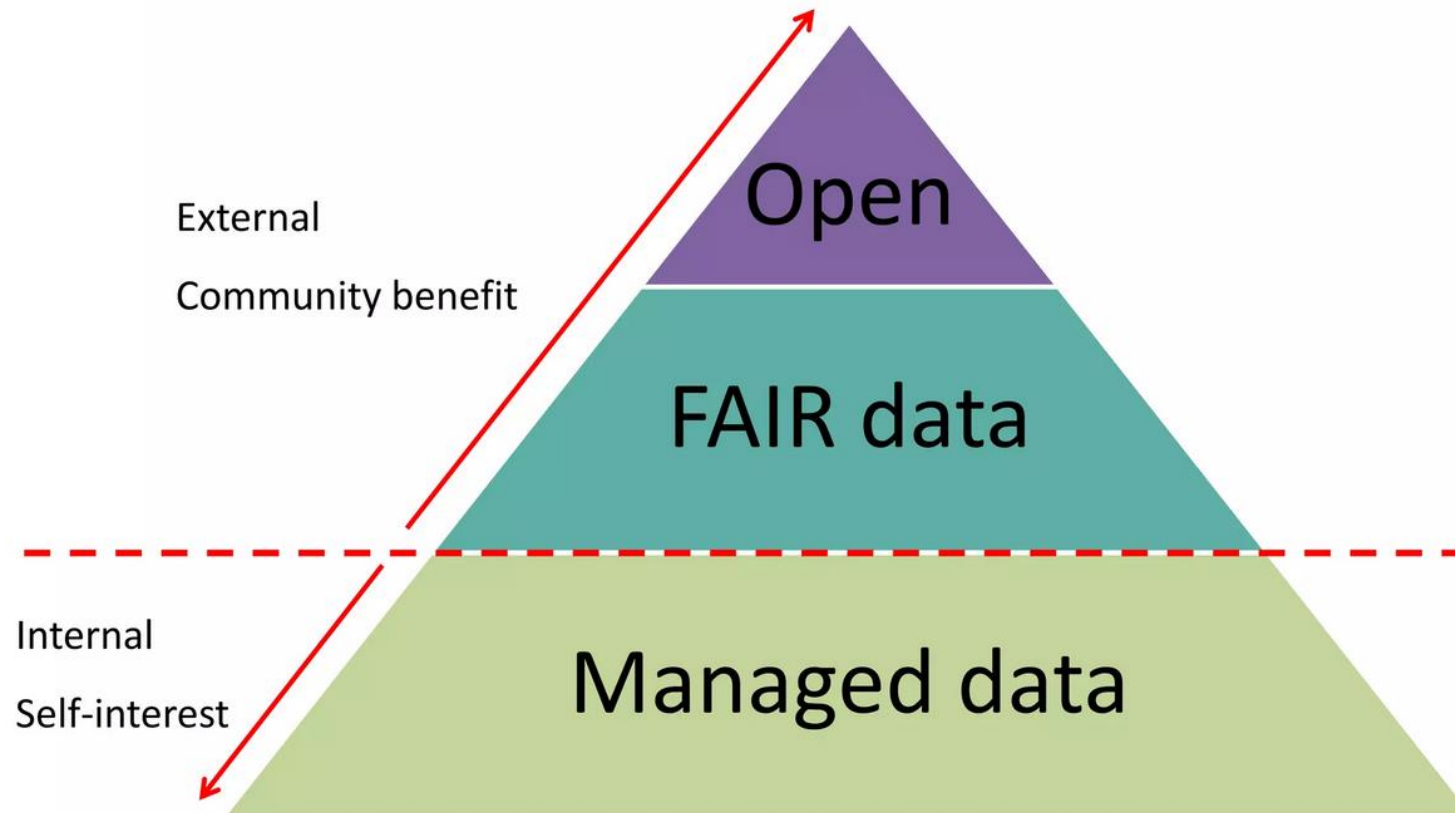 Open
External
Community benefit
FAIR data
Managed data
Internal
Self-interest